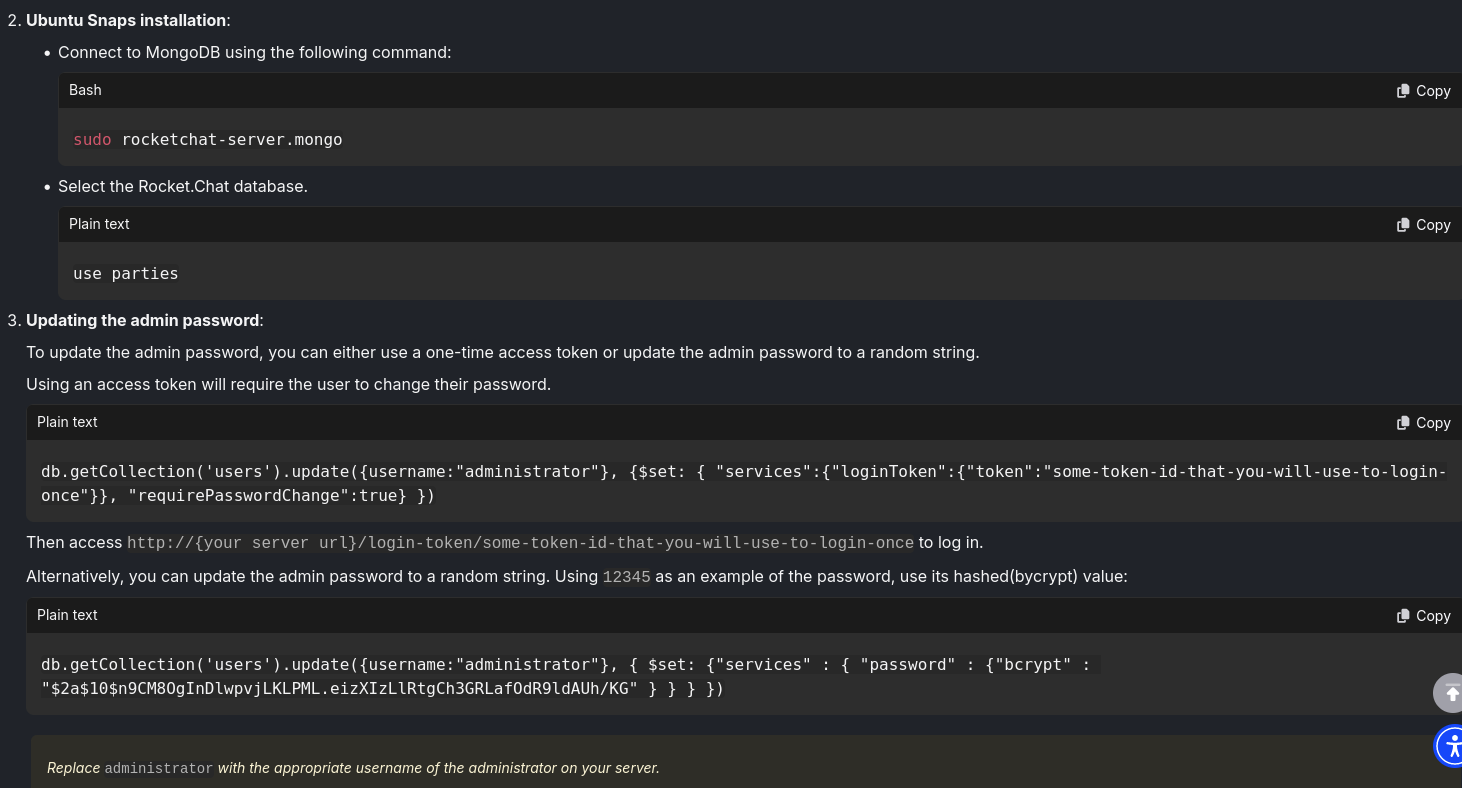 2. Ubuntu Snaps installation:
• Connect to MongoDB using the following command:
Bash
Copy
sudo rocketchat-server.mongo
• Select the Rocket.Chat database.
Plain text
Copy
use parties
3. Updating the admin password:
To update the admin password, you can either use a one-time access token or update the admin password to a random string.
Using an access token will require the user to change their password.
Plain text
Copy
db.getCollection('users').update({username:"administrator"}, {$set: { "services":{"loginToken":{"token":"some-token-id-that-you-will-use-to-login-
once"}}, "requirePasswordChange":true} })
Then access http://{your server url}/login-token/some-token-id-that-you-will-use-to-login-once to log in.
Alternatively, you can update the admin password to a random string. Using 12345 as an example of the password, use its hashed(bycrypt) value:
Plain text
Copy
db.getCollection('users').update({username:"administrator"}, { $set: {"services" : { "password" : {"bcrypt" :
"$2a$10$n9CM8OgInDlwpvjLKLPML.eizXIzLlRtgCh3GRLafOdR9ldAUh/KG" } } } })
Replace administrator with the appropriate username of the administrator on your server.